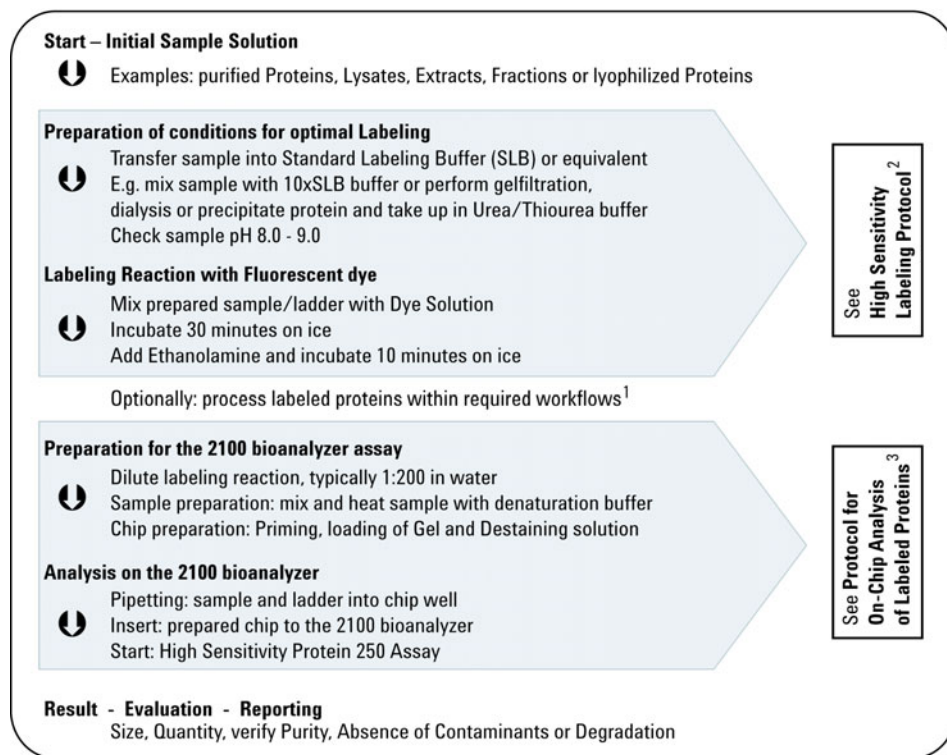 Start – Initial Sample Solution
Examples: purified Proteins, Lysates, Extracts, Fractions or lyophilized Proteins
Preparation of conditions for optimal Labeling
Transfer sample into Standard Labeling Buffer (SLB) or equivalent
E.g. mix sample with 10xSLB buffer or perform gelfiltration,
dialysis or precipitate protein and take up in Urea/Thiourea buffer
Check sample pH 8.0 - 9.0
Labeling Reaction with Fluorescent dye
Mix prepared sample/ladder with Dye Solution
Incubate 30 minutes on ice
Add Ethanolamine and incubate 10 minutes on ice
See
High Sensitivity
Labeling Protocol²
Optionally: process labeled proteins within required workflows¹
Preparation for the 2100 bioanalyzer assay
Dilute labeling reaction, typically 1:200 in water
Sample preparation: mix and heat sample with denaturation buffer
Chip preparation: Priming, loading of Gel and Destaining solution
Analysis on the 2100 bioanalyzer
Pipetting: sample and ladder into chip well
Insert: prepared chip to the 2100 bioanalyzer
Start: High Sensitivity Protein 250 Assay
See Protocol for
On-Chip Analysis
of Labeled Proteins³
Result - Evaluation - Reporting
Size, Quantity, verify Purity, Absence of Contaminants or Degradation